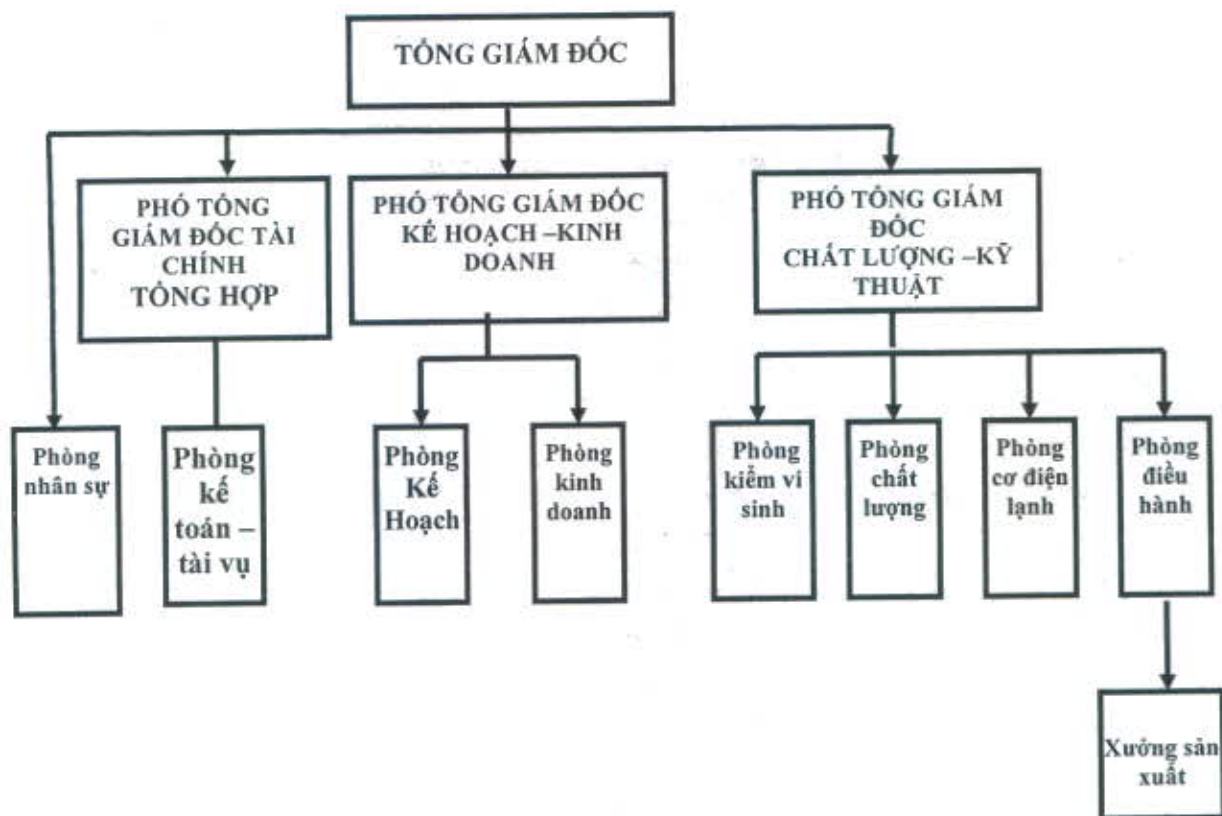 TỔNG GIÁM ĐỐC
PHÓ TỔNG
GIÁM ĐỐC TÀI
CHÍNH
TỔNG HỢP
PHÓ TỔNG GIÁM ĐỐC
KẾ HOẠCH –KINH
DOANH
PHÓ TỔNG GIÁM
ĐỐC
CHẤT LƯỢNG –KỸ
THUẬT
Phòng
nhân sự
Phòng
kế
toán –
tài vụ
Phòng
Kế
Hoạch
Phòng
kinh
doanh
Phòng
kiểm vi
sinh
Phòng
chất
lượng
Phòng
cơ điện
lạnh
Phòng
điều
hành
Xưởng sản
xuất